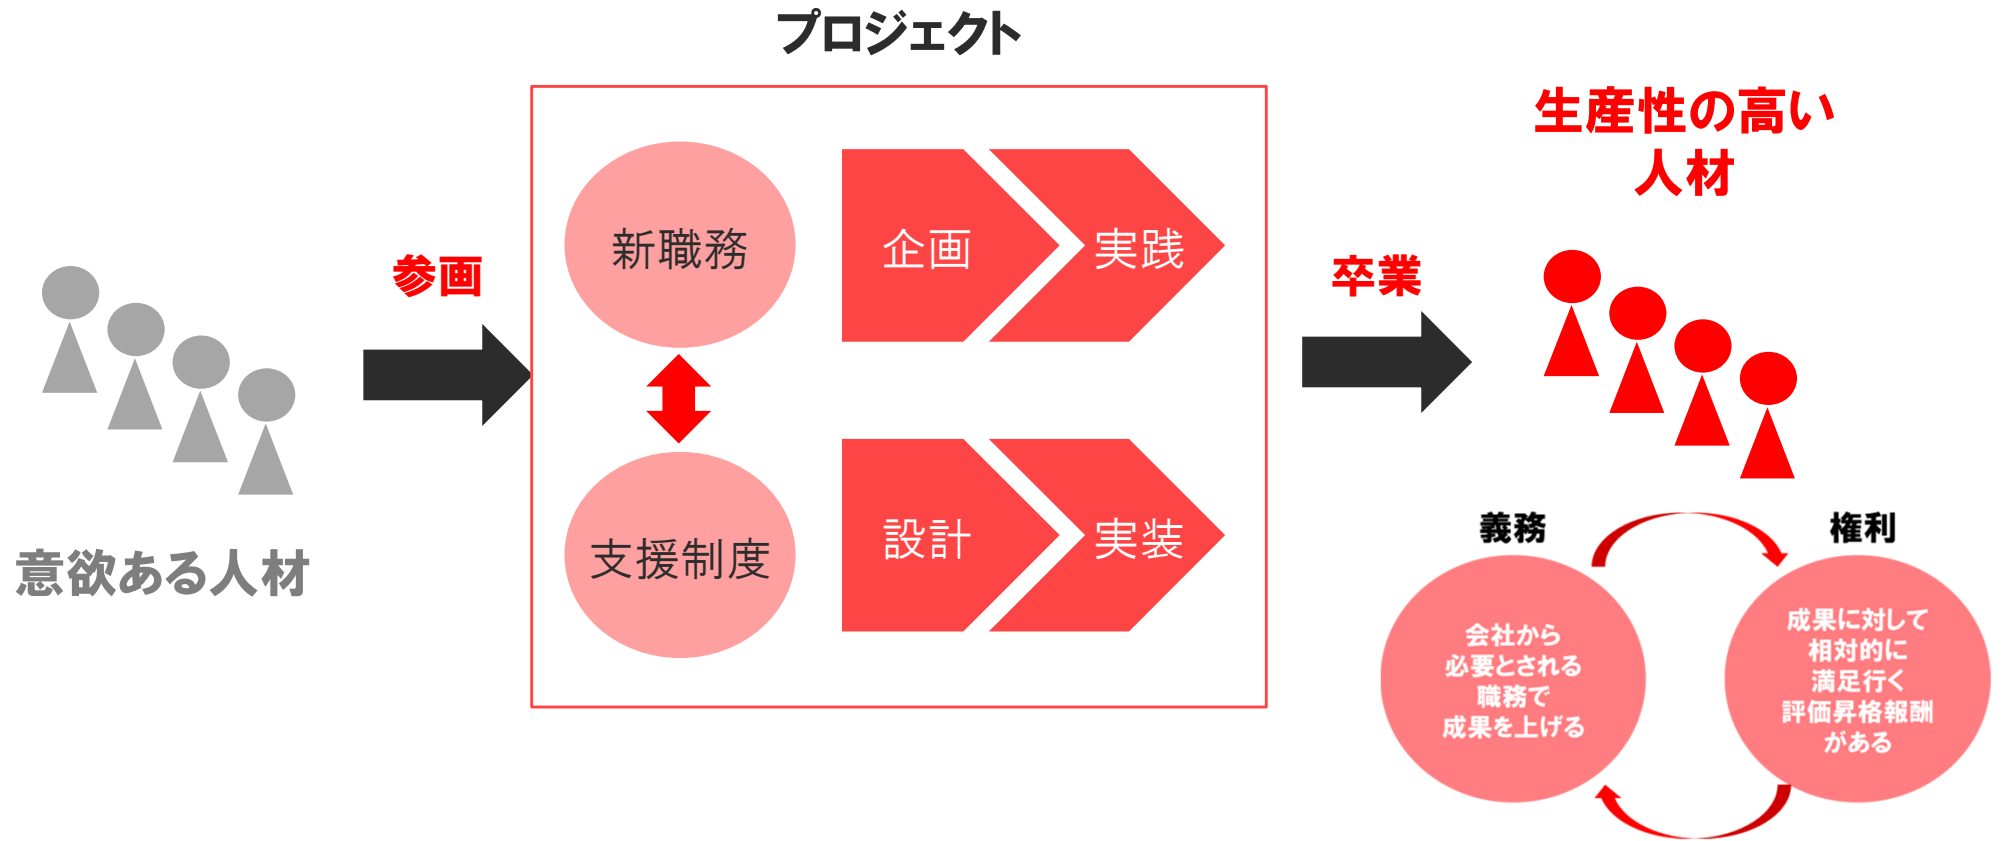 プロジェクト
意欲ある人材
参画
新職務
企画
実践
支援制度
設計
実装
卒業
生産性の高い
人材
義務
会社から
必要とされる
職務で
成果を上げる
権利
成果に対して
相対的に
満足行く
評価昇格報酬
がある